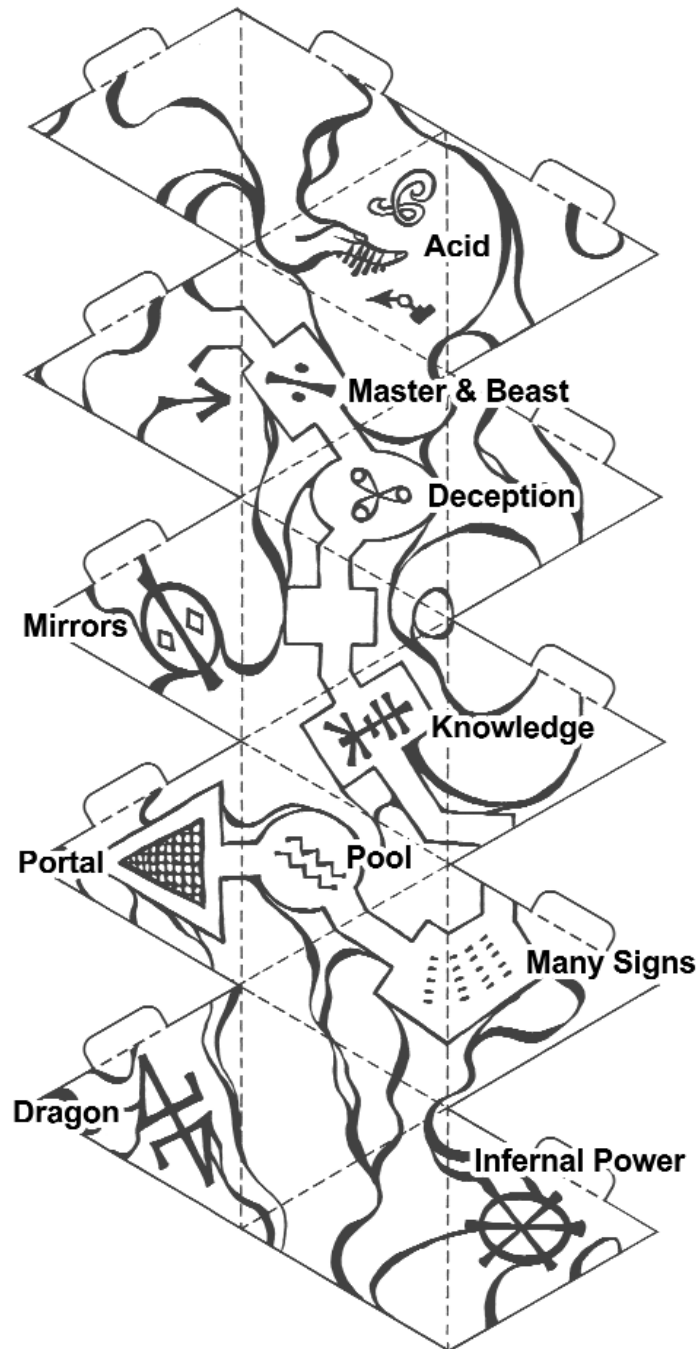 Acid
Master & Beast
Deception
Mirrors
Knowledge
Portal
Pool
Many Signs
Dragon
Infernal Power